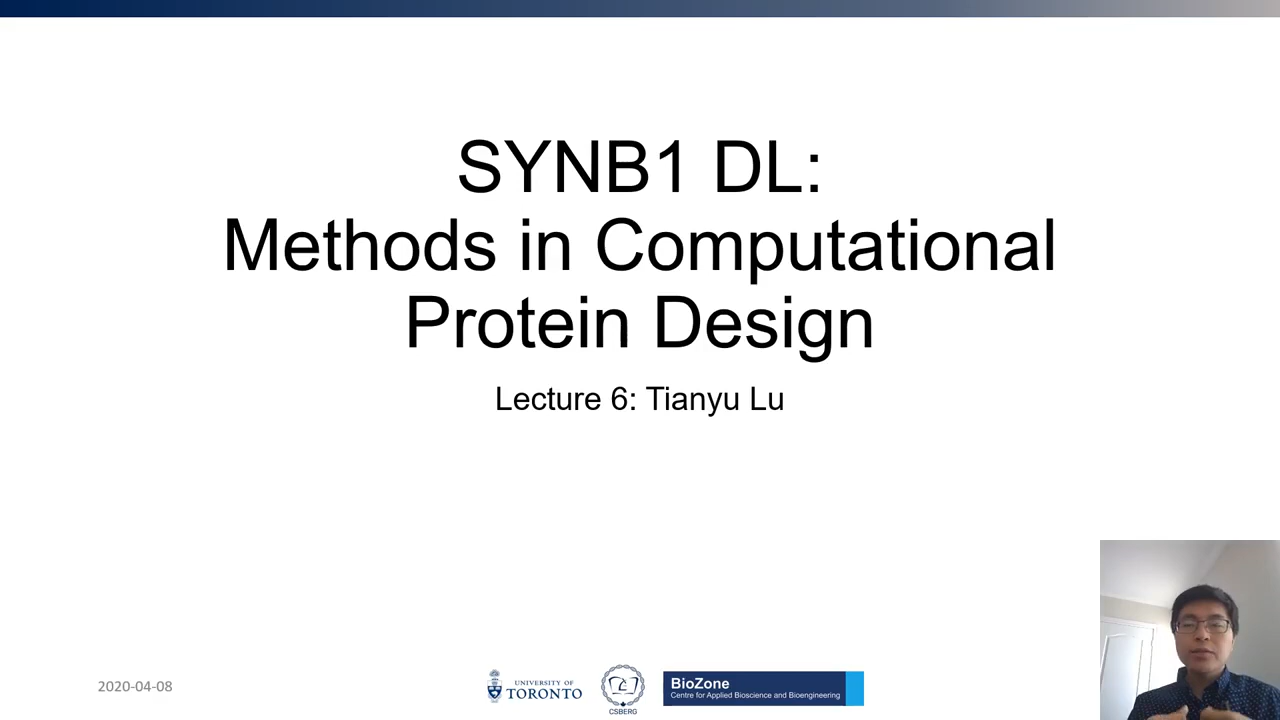 SYNB1 DL:
Methods in Computational
Protein Design
Lecture 6: Tianyu Lu
2020-04-08
UNIVERSITY OF
TORONTO
CSBERG
BioZone
Centre for Applied Bioscience and Bioengineering